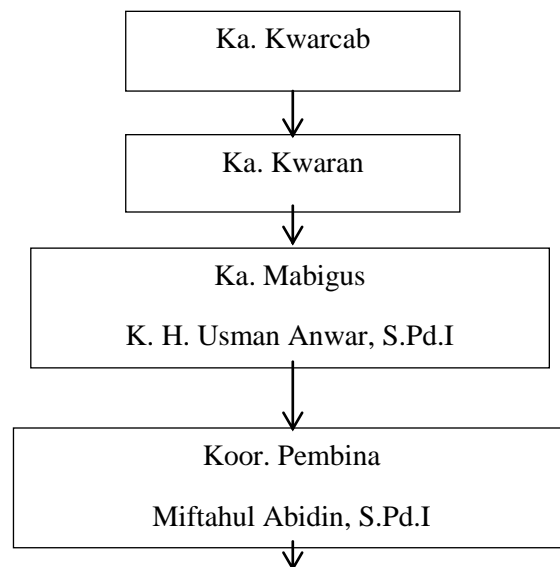 Ka. Kwarcab
Ka. Kwaran
Ka. Mabigus
K. H. Usman Anwar, S.Pd.I
Koor. Pembina
Miftahul Abidin, S.Pd.I